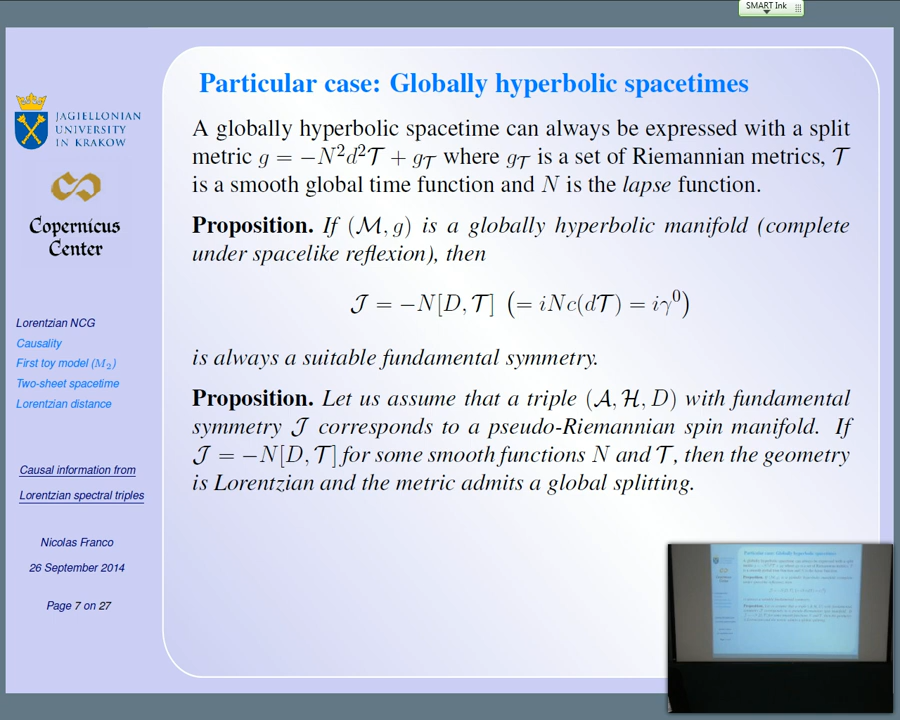 SMART Ink
Particular case: Globally hyperbolic spacetimes
JAGIELLONIAN
UNIVERSITY
IN KRAKOW
Copernicus
Center
Lorentzian NCG
Causality
First toy model (M₂)
Two-sheet spacetime
Lorentzian distance
Causal information from
Lorentzian spectral triples
Nicolas Franco
26 September 2014
Page 7 on 27
A globally hyperbolic spacetime can always be expressed with a split
metric g = −N²d²𝒯 + g_𝒯 where g_𝒯 is a set of Riemannian metrics, 𝒯
is a smooth global time function and N is the lapse function.
Proposition. If (ℳ, g) is a globally hyperbolic manifold (complete
under spacelike reflexion), then
𝒥 = −N[D, 𝒯] (= iNc(d𝒯) = iγ⁰)
is always a suitable fundamental symmetry.
Proposition. Let us assume that a triple (𝒜, ℋ, D) with fundamental
symmetry 𝒥 corresponds to a pseudo-Riemannian spin manifold. If
𝒥 = −N[D, 𝒯] for some smooth functions N and 𝒯, then the geometry
is Lorentzian and the metric admits a global splitting.